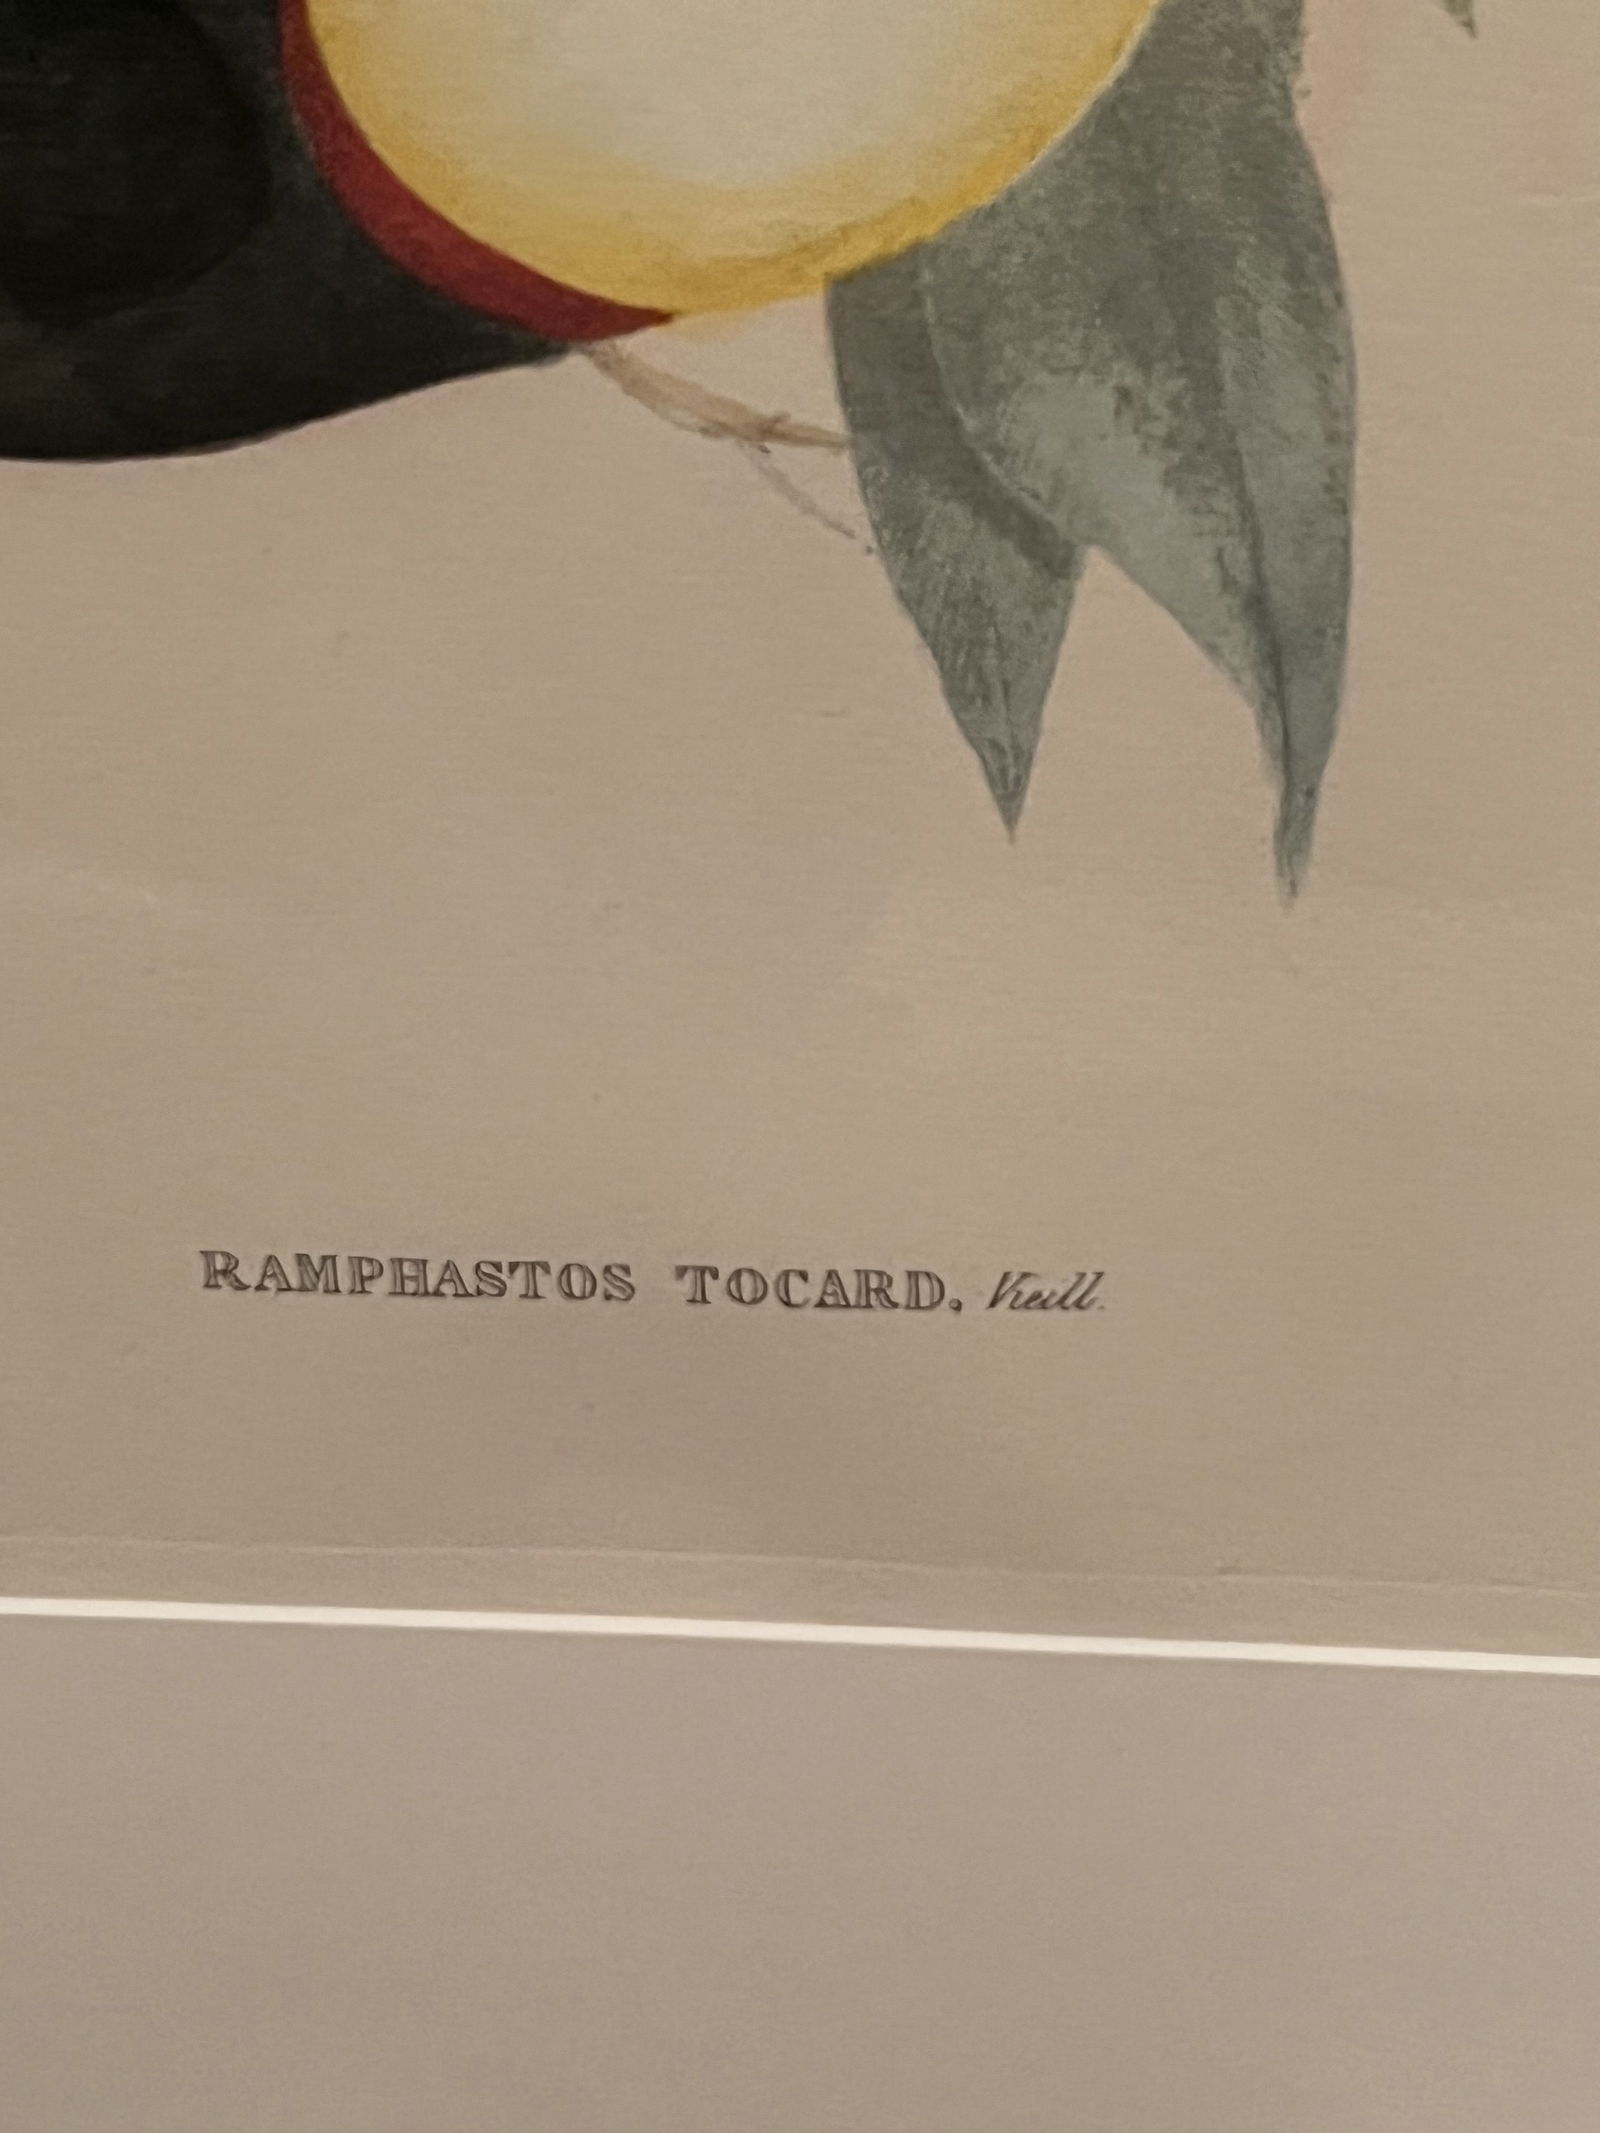 RAMPHASTOS TOCARD. Vieill.